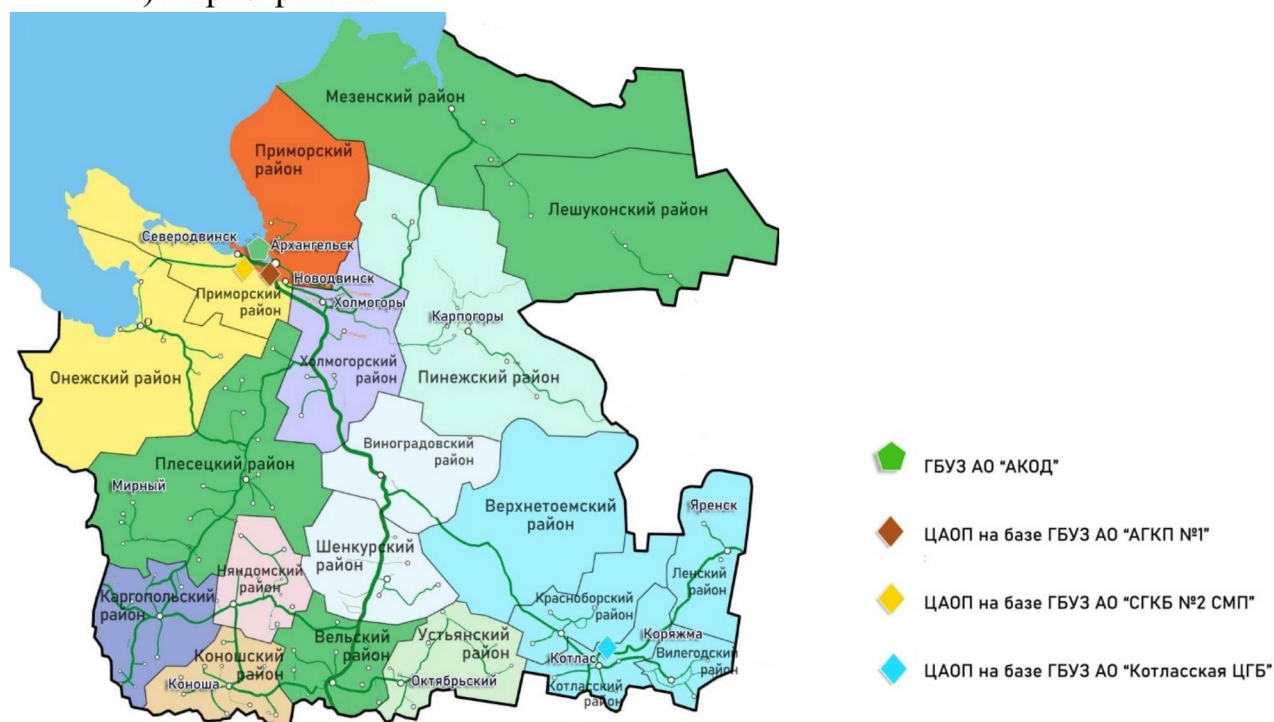 Мезенский район
Приморский
район
Лешуконский район
Северодвинск
Архангельск
Новодвинск
Приморский
район
Холмогоры
Карпогоры
Онежский район
Холмогорский
район
Пинежский район
Виноградовский
район
Плесецкий район
Мирный
Верхнетоемский
район
Яренск
Шенкурский
район
Няндомский
район
Ленский
район
Каргопольский
район
Красноборский
район
Вельский
район
Устьянский
район
Коряжма
Вилегодский
район
Коношский
район
Котлас
Коноша
Октябрьский
Котласский
район
ГБУЗ АО "АКОД"
ЦАОП на базе ГБУЗ АО "АГКП №1"
ЦАОП на базе ГБУЗ АО "СГКБ №2 СМП"
ЦАОП на базе ГБУЗ АО "Котласская ЦГБ"